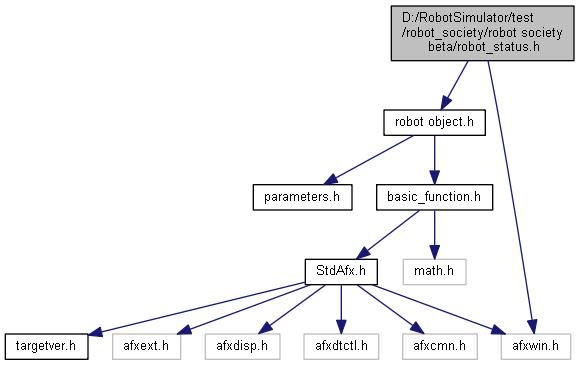 D:/RobotSimulator/test
/robot_society/robot society
beta/robot_status.h
robot object.h
parameters.h
basic_function.h
StdAfx.h
math.h
targetver.h
afxext.h
afxdisp.h
afxdtctl.h
afxcmn.h
afxwin.h